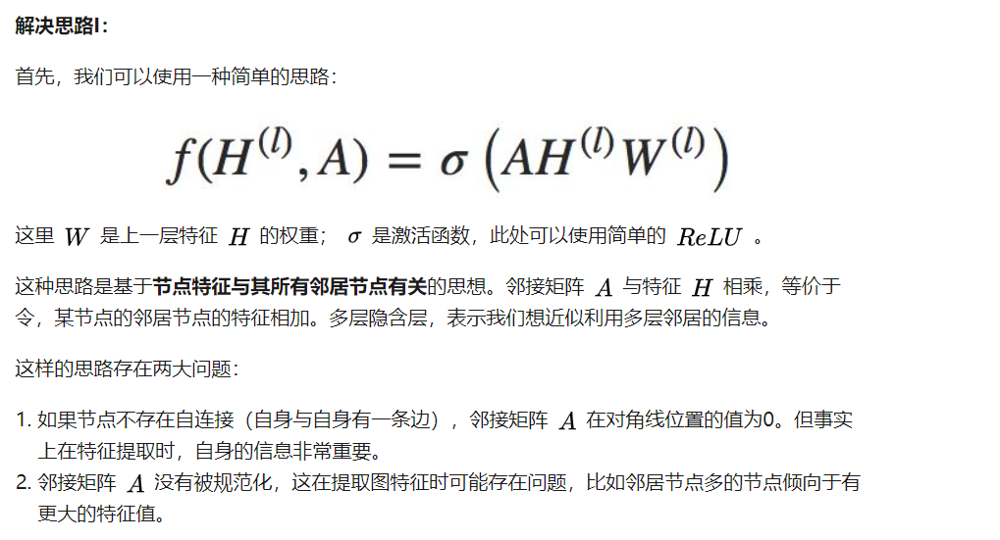 解决思路I：
首先，我们可以使用一种简单的思路：
f(H^(l), A) = σ(AH^(l)W^(l))
这里 W 是上一层特征 H 的权重； σ 是激活函数，此处可以使用简单的 ReLU 。
这种思路是基于节点特征与其所有邻居节点有关的思想。邻接矩阵 A 与特征 H 相乘，等价于
令，某节点的邻居节点的特征相加。多层隐含层，表示我们想近似利用多层邻居的信息。
这样的思路存在两大问题：
1. 如果节点不存在自连接（自身与自身有一条边），邻接矩阵 A 在对角线位置的值为0。但事实
上在特征提取时，自身的信息非常重要。
2. 邻接矩阵 A 没有被规范化，这在提取图特征时可能存在问题，比如邻居节点多的节点倾向于有
更大的特征值。